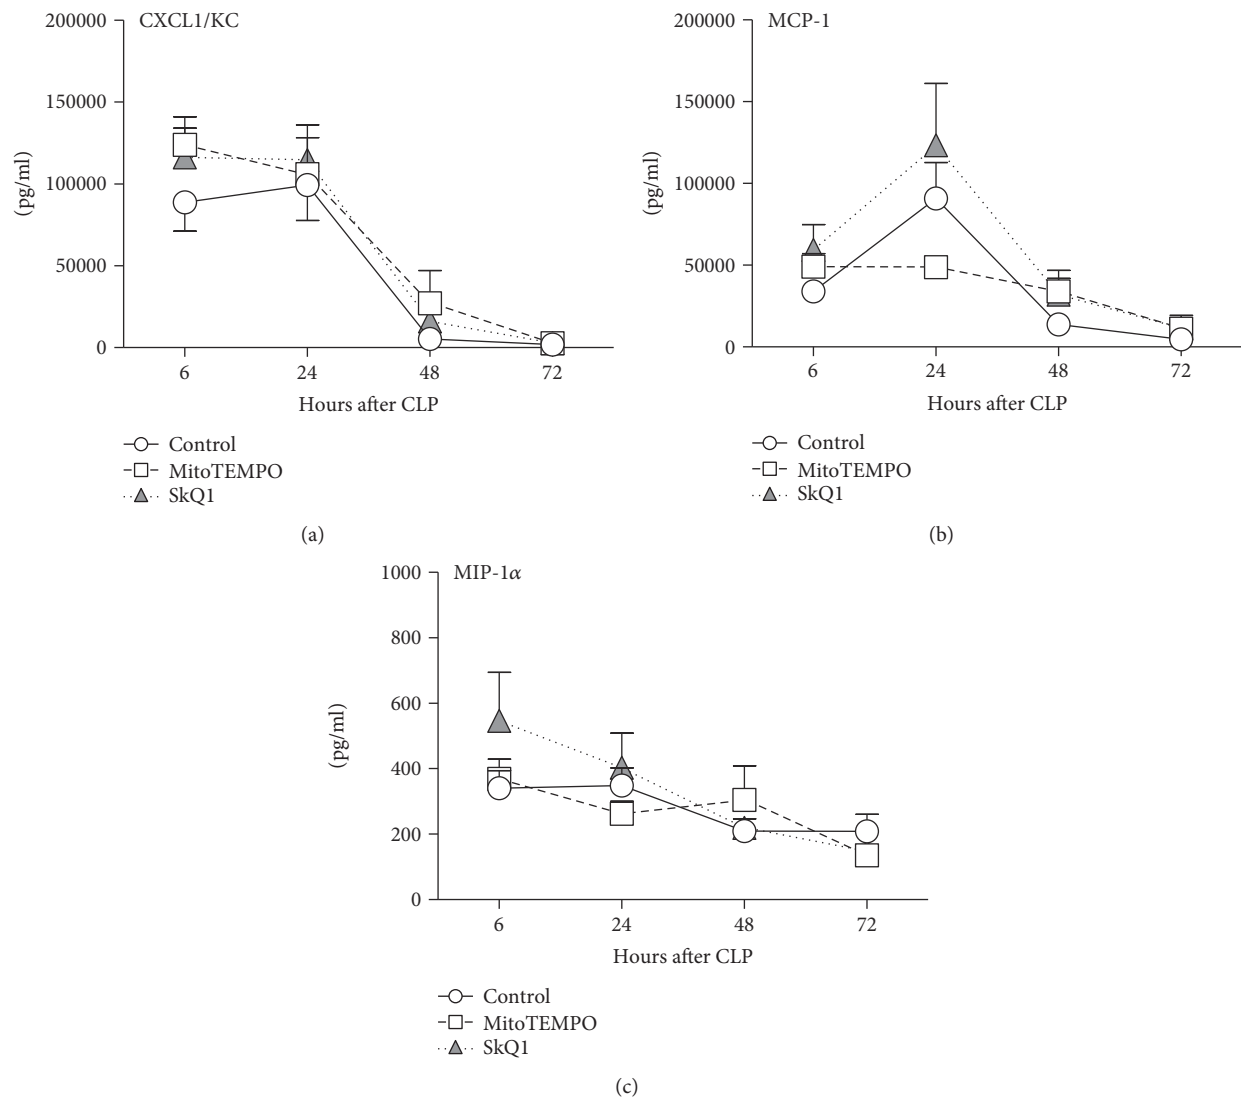 CXCL1/KC
200000
150000
100000
50000
0
(pg/ml)
6 24 48 72
Hours after CLP
Control
MitoTEMPO
SkQ1
(a)
MCP-1
200000
150000
100000
50000
0
(pg/ml)
6 24 48 72
Hours after CLP
Control
MitoTEMPO
SkQ1
(b)
MIP-1α
1000
800
600
400
200
0
(pg/ml)
6 24 48 72
Hours after CLP
Control
MitoTEMPO
SkQ1
(c)